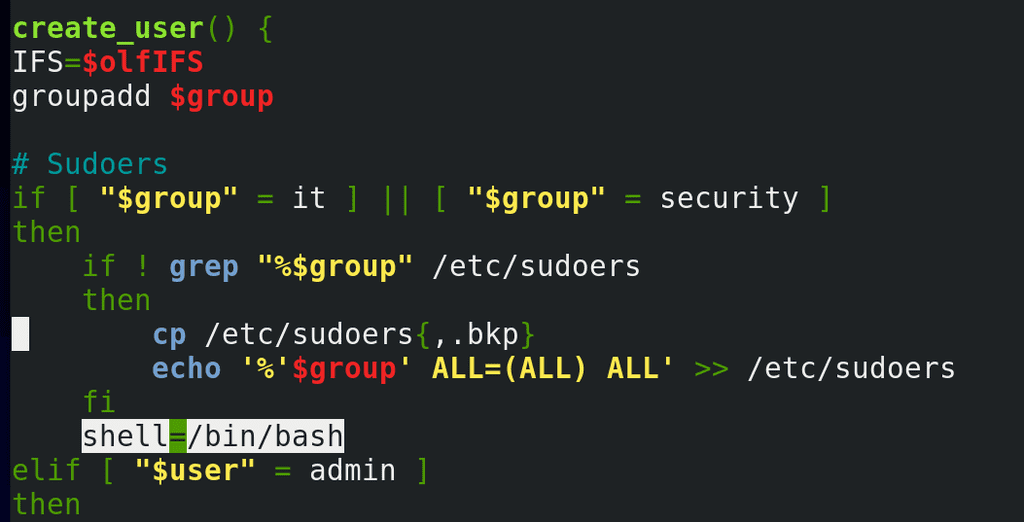 create_user() {
IFS=$olfIFS
groupadd $group
# Sudoers
if [ "$group" = it ] || [ "$group" = security ]
then
if ! grep "%$group" /etc/sudoers
then
cp /etc/sudoers{,.bkp}
echo '%'$group' ALL=(ALL) ALL' >> /etc/sudoers
fi
shell=/bin/bash
elif [ "$user" = admin ]
then